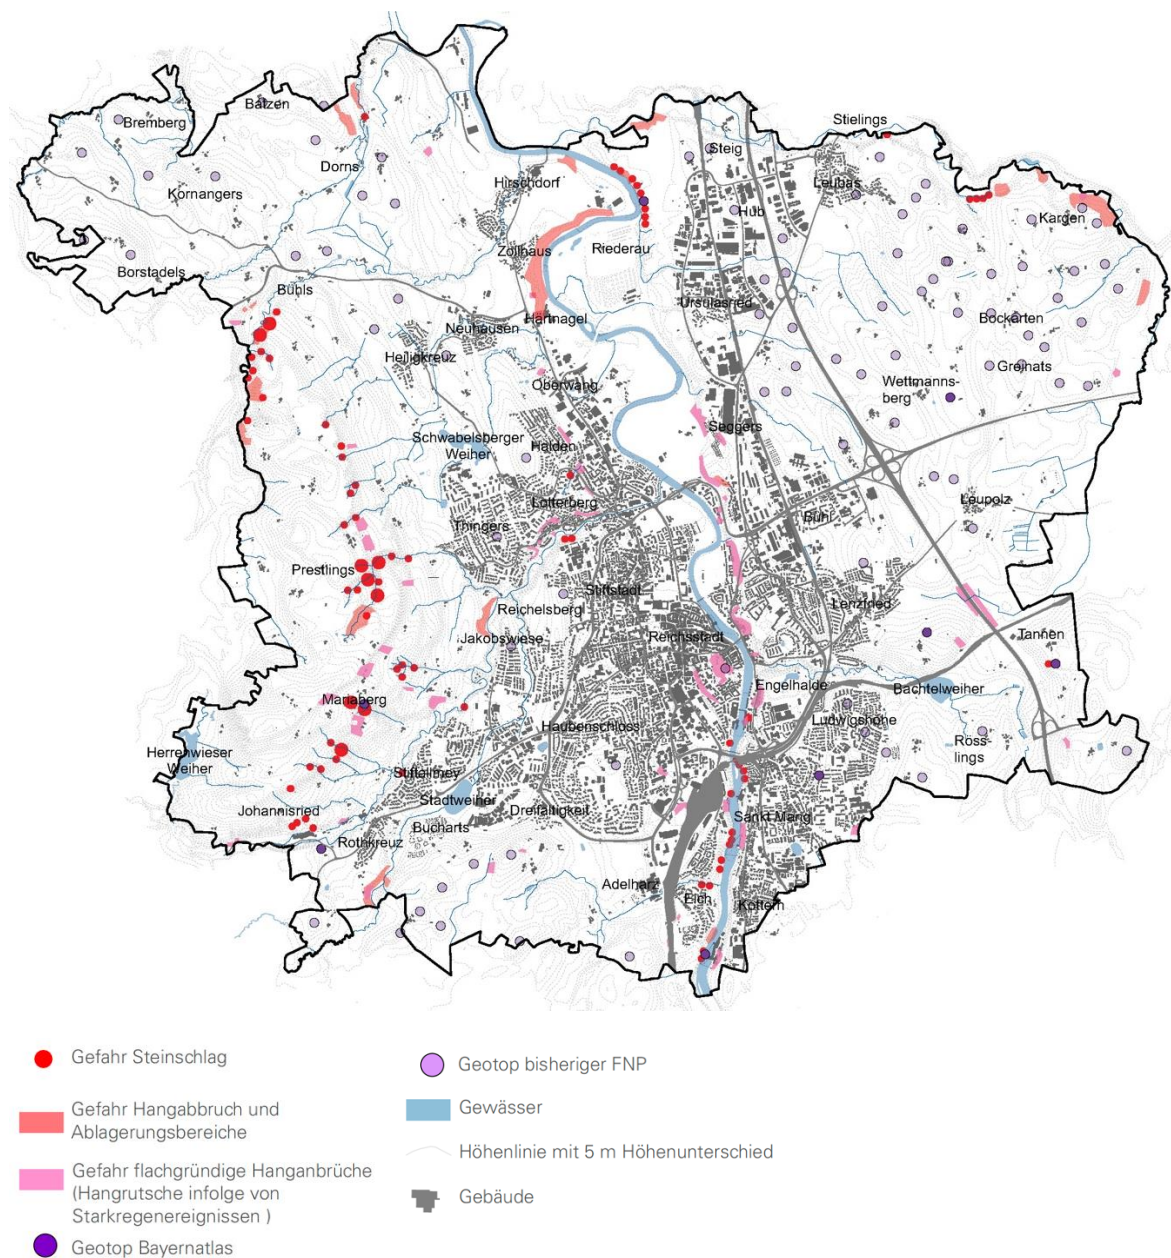 Stielings
Balzen
Bremberg
Steig
Dorns
Hirschdorf
Leubas
Kornangers
Hub
Kargen
Zollhaus
Riederau
Borstadels
Bühls
Ursulasried
Hartnagel
Neuhausen
Bockarten
Heiligkreuz
Greinats
Oberwang
Wettmanns-
berg
Seggers
Schwabelsberger
Weiher
Halden
Lotterberg
Leupolz
Thingers
Bühl
Prestlings
Stiftstadt
Reichelsbergl
Lenzfried
Jakobswiese
Reichsstadt
Tannen
Engelhalde
Bachtelweiher
Mariaberg
Ludwigshöhe
Haubenschloss
Herrenwieser
Weiher
Röss-
lings
Stiftallmey
Stadtweiher
Johannisried
Dreifaltigkeit
Sankt Mang
Bucharts
Rothkreuz
Adelharz
Eich
Kottern
Gefahr Steinschlag
Gefahr Hangabbruch und
Ablagerungsbereiche
Gefahr flachgründige Hanganbrüche
(Hangrutsche infolge von
Starkregenereignissen )
Geotop Bayernatlas
Geotop bisheriger FNP
Gewässer
Höhenlinie mit 5 m Höhenunterschied
Gebäude